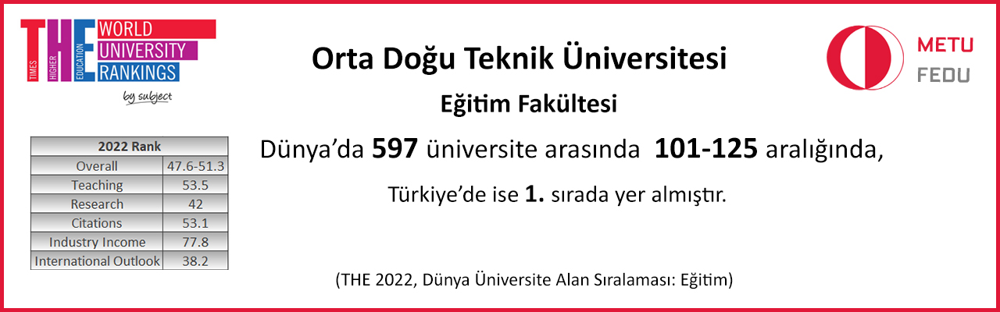 TIMES
HIGHER
EDUCATION
THE
WORLD
UNIVERSITY
RANKINGS
by subject
METU
FEDU
Orta Doğu Teknik Üniversitesi
Eğitim Fakültesi
Dünya’da 597 üniversite arasında 101-125 aralığında,
Türkiye’de ise 1. sırada yer almıştır.
2022 Rank
Overall 47.6-51.3
Teaching 53.5
Research 42
Citations 53.1
Industry Income 77.8
International Outlook 38.2
(THE 2022, Dünya Üniversite Alan Sıralaması: Eğitim)